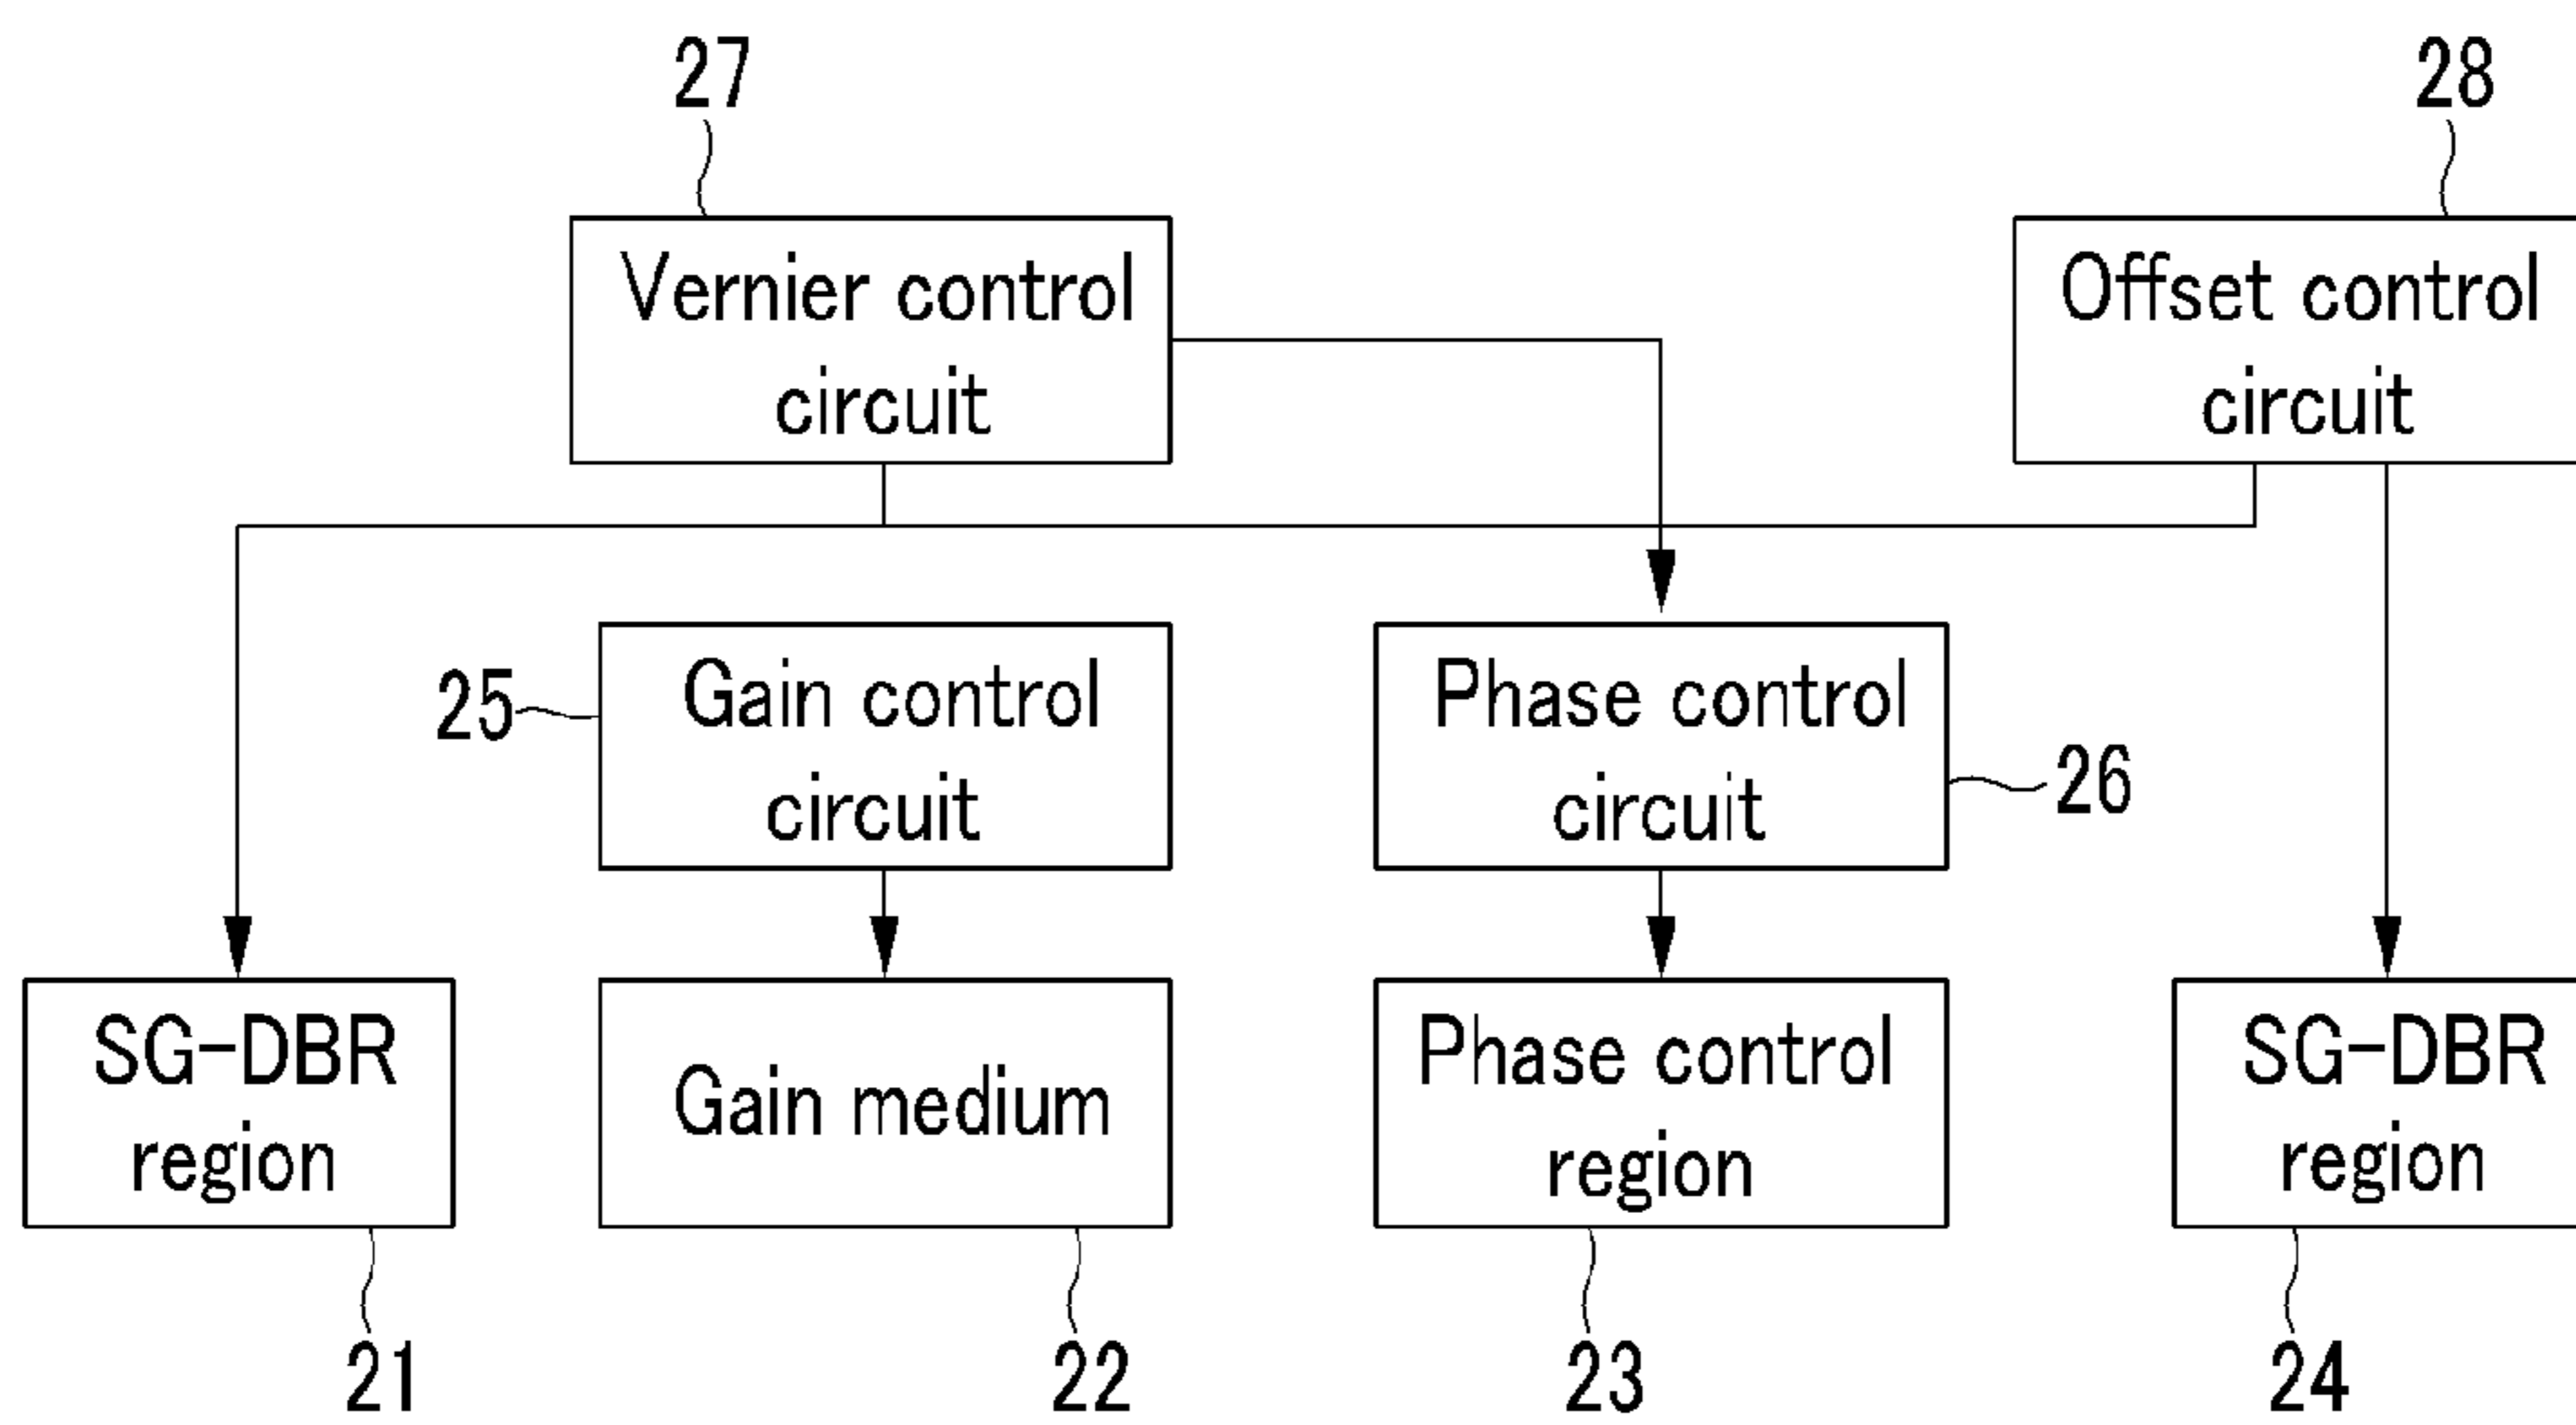 27
28
Vernier control
circuit
Offset control
circuit
25
Gain control
circuit
Phase control
circuit
26
SG-DBR
region
Gain medium
Phase control
region
SG-DBR
region
21
22
23
24